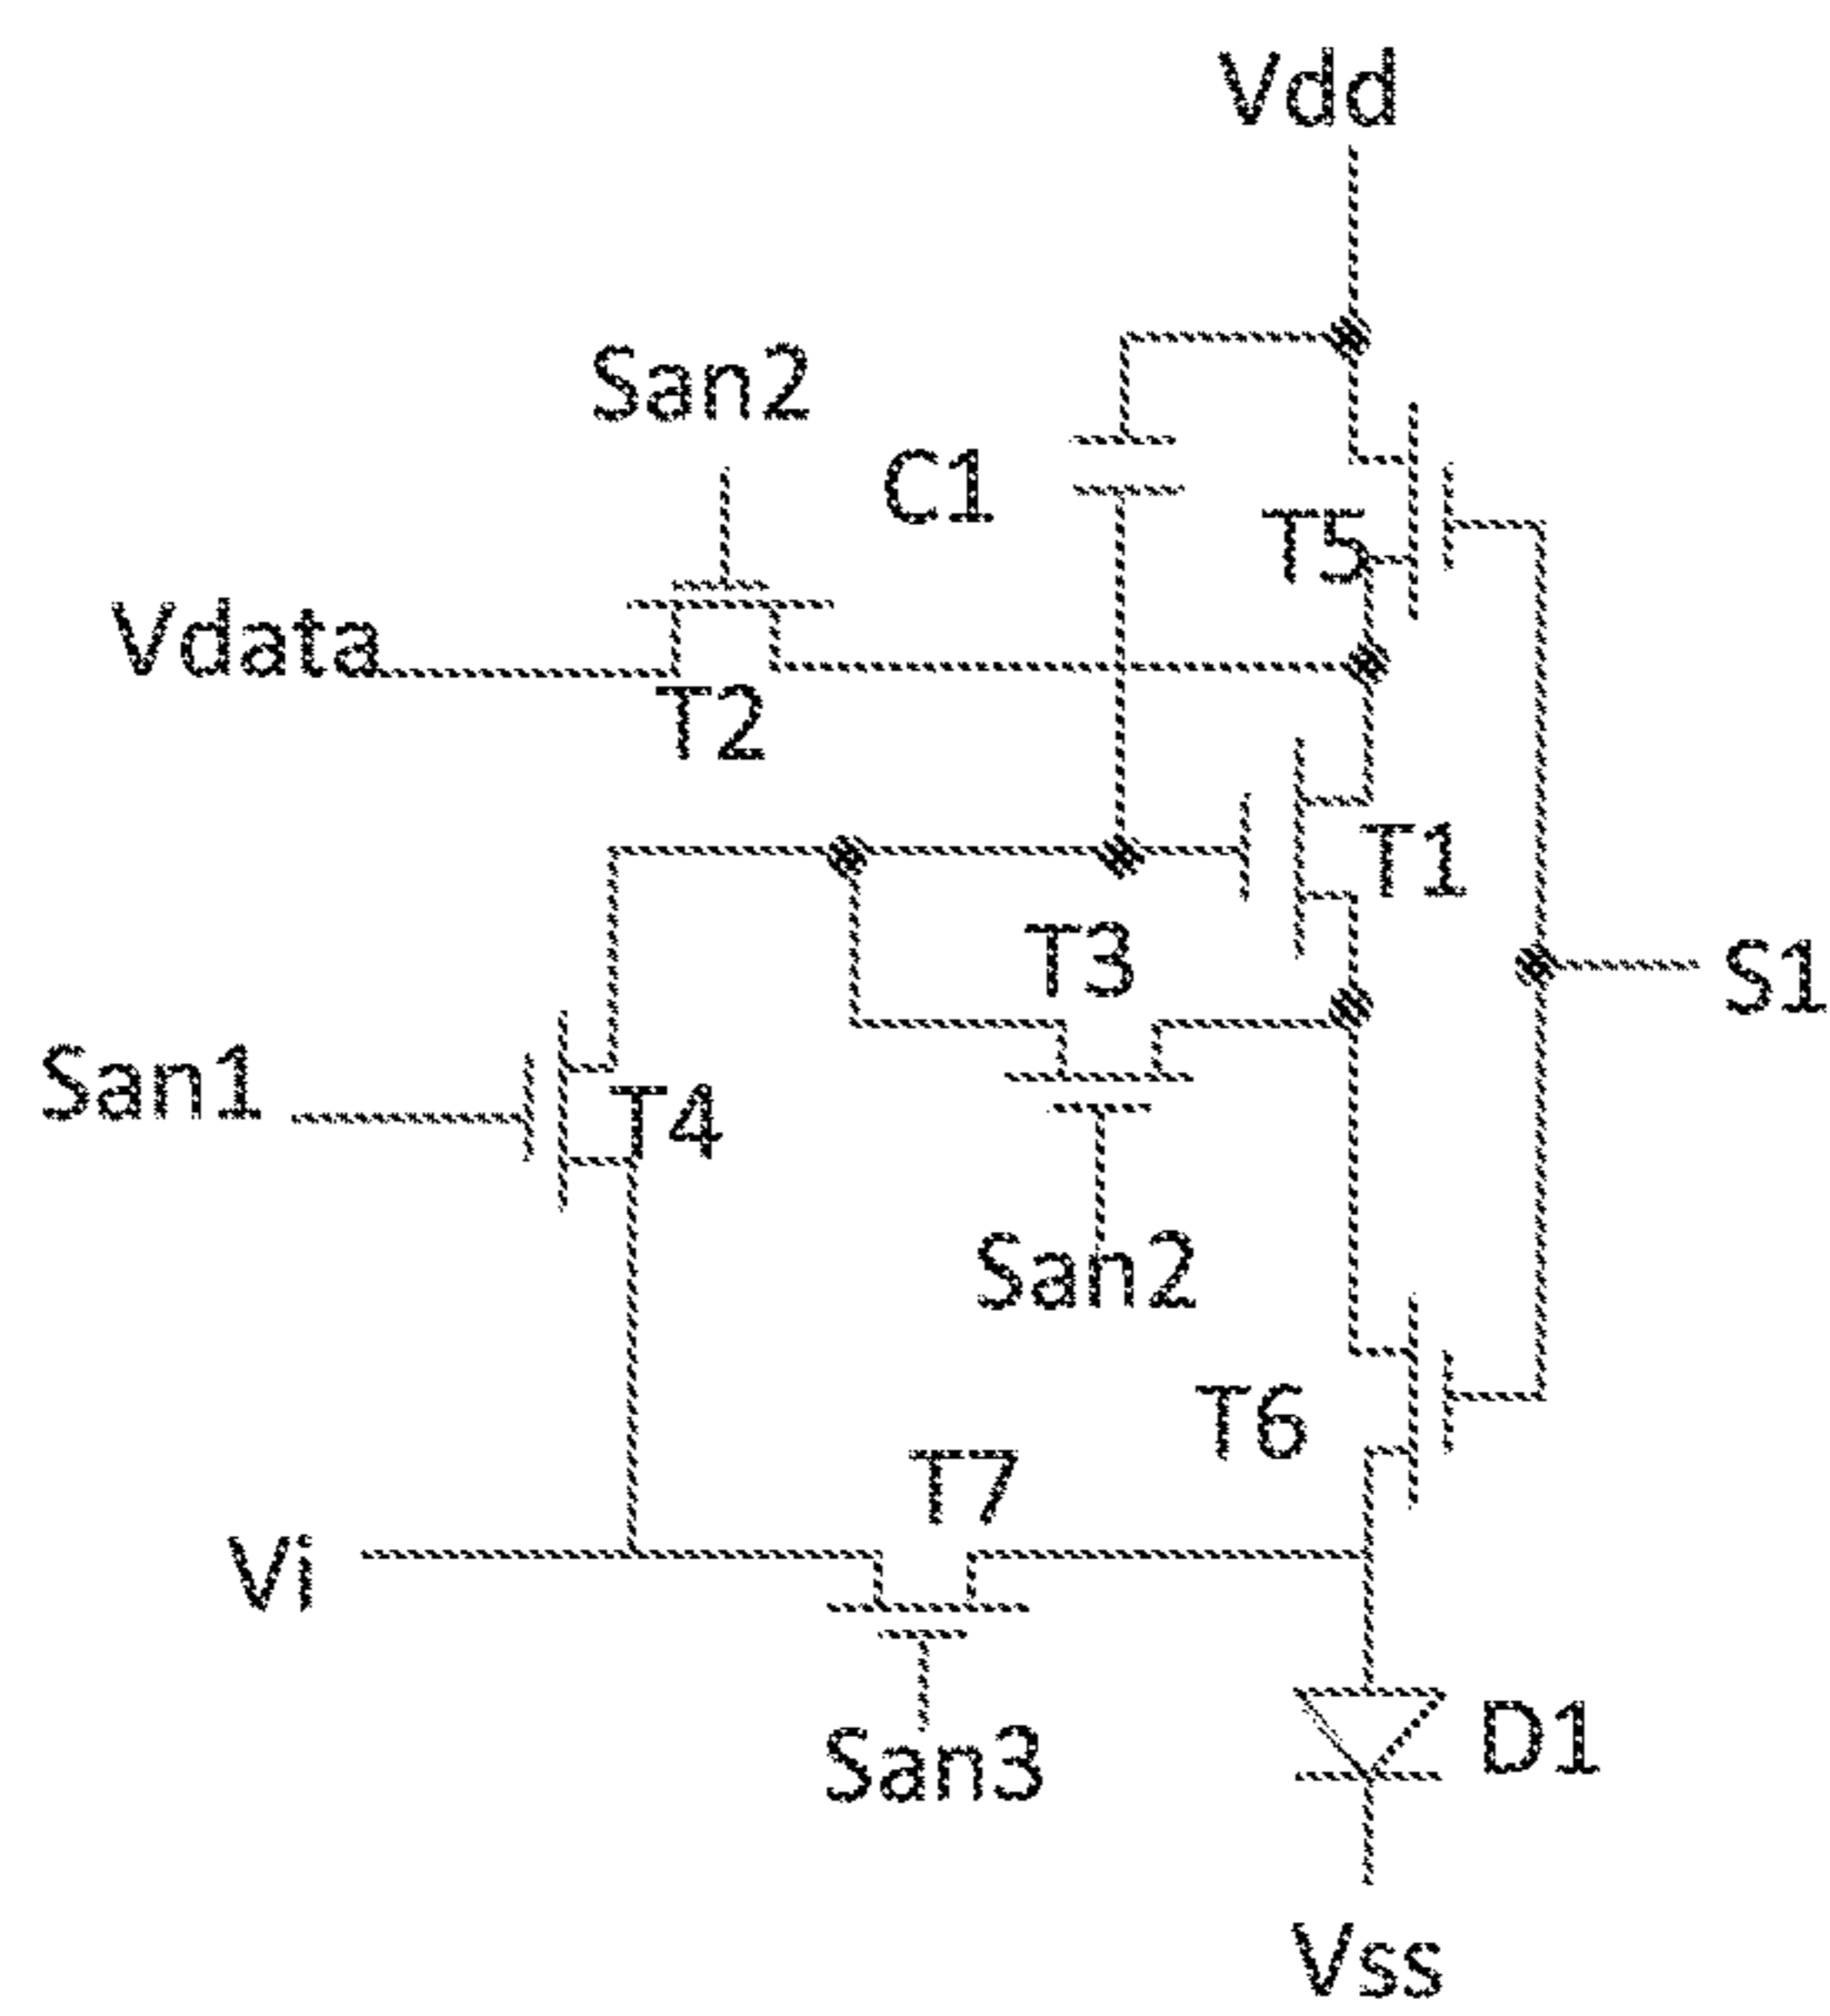 Vdd
San2
C1
T5
Vdata
T2
T1
T3
S1
San1
T4
San2
T6
T7
Vi
D1
San3
Vss